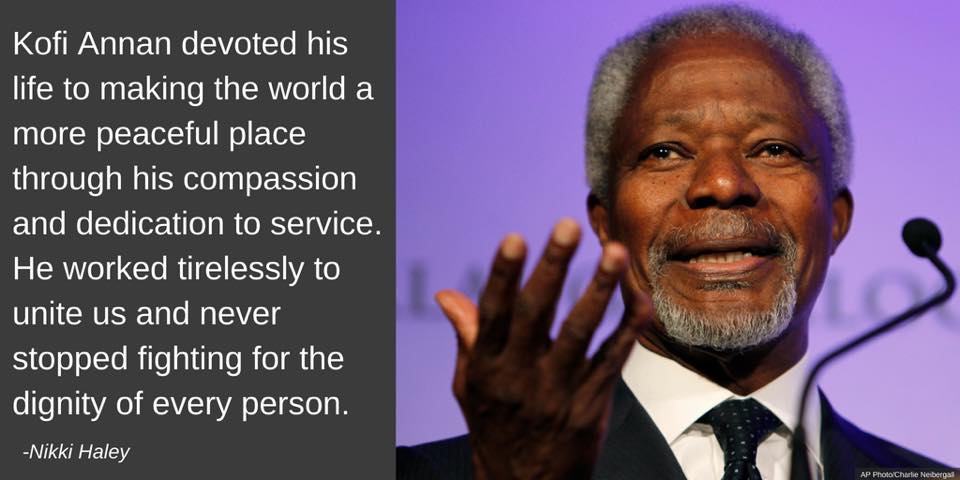 Kofi Annan devoted his
life to making the world a
more peaceful place
through his compassion
and dedication to service.
He worked tirelessly to
unite us and never
stopped fighting for the
dignity of every person.
-Nikki Haley
AP Photo/Charlie Neibergall